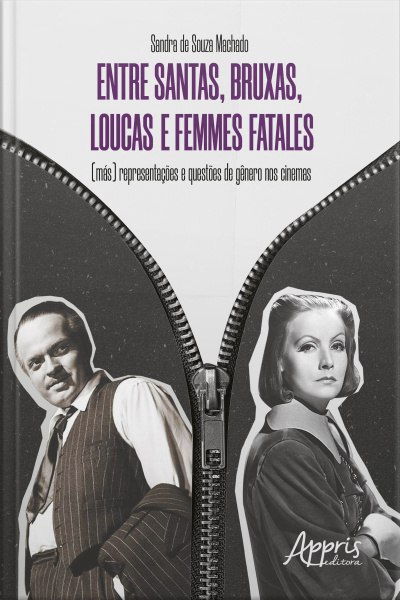 Sandra de Souza Machado
ENTRE SANTAS, BRUXAS,
LOUCAS E FEMMES FATALES
(más) representações e questões de gênero nos cinemas
Appris
editora